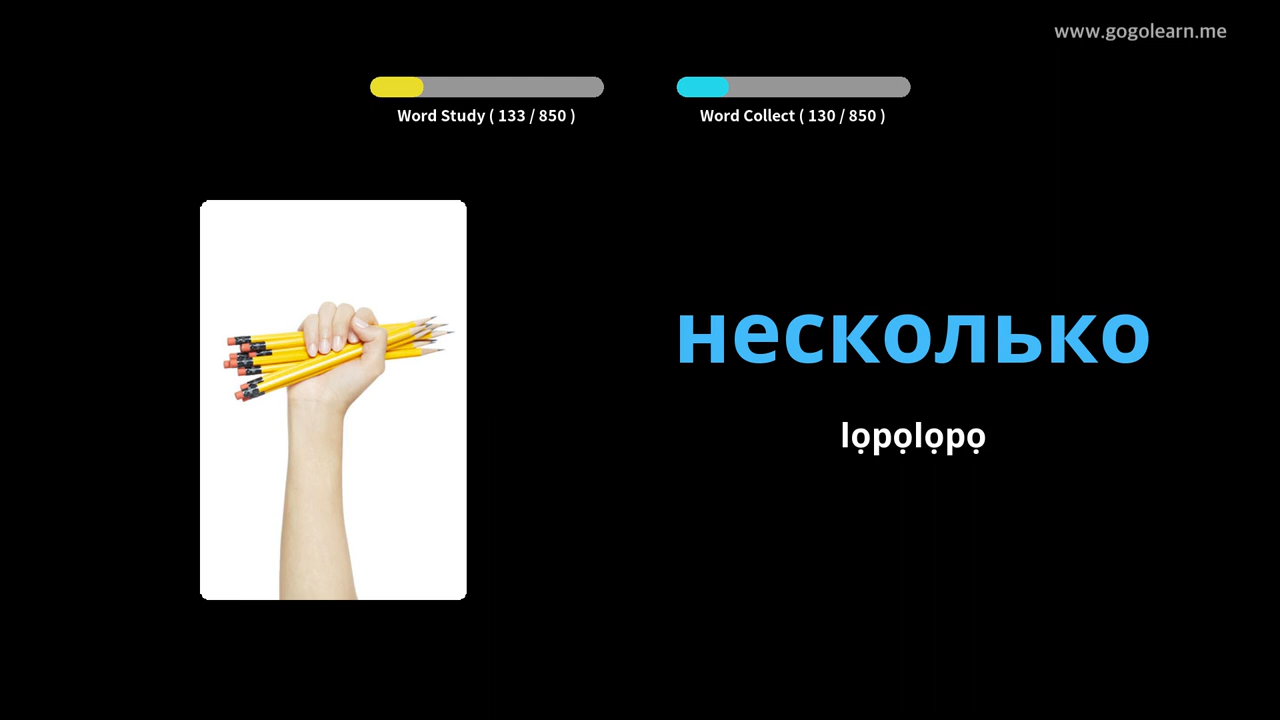 www.gogolearn.me
Word Study ( 133 / 850 )
Word Collect ( 130 / 850 )
несколько
lọpọlọpọ